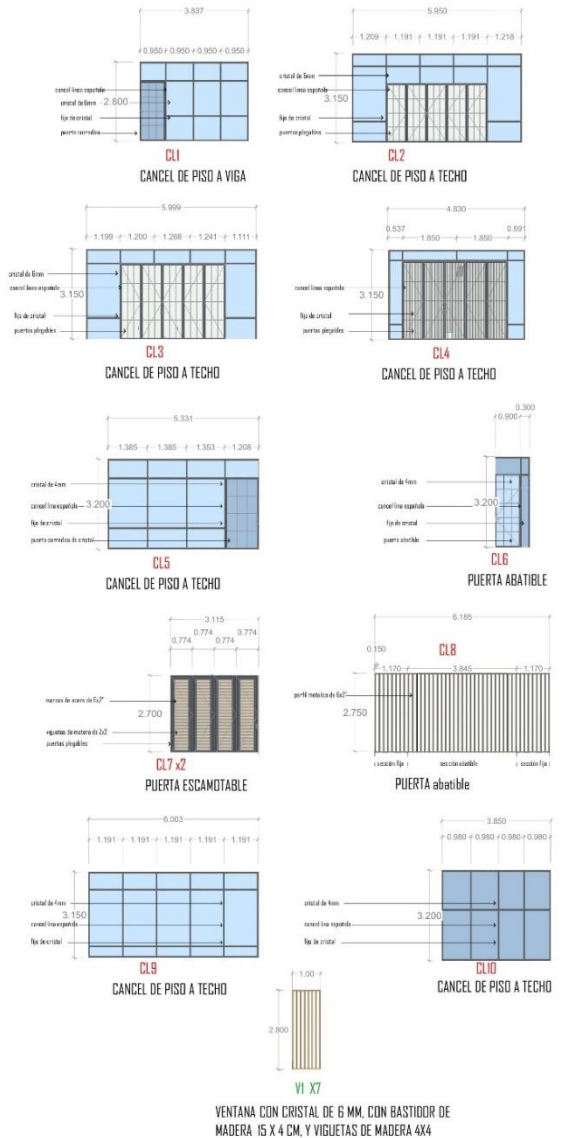 3.837
0.950 0.950 0.950 0.950
2.800
cancel linea española
cristal de 6mm
fijo de cristal
puerta corrediza
CL1
CANCEL DE PISO A VIGA
5.950
1.209 1.191 1.191 1.191 1.218
3.150
cristal de 6mm
cancel linea española
fijo de cristal
puertas plegables
CL2
CANCEL DE PISO A TECHO
5.999
1.199 1.200 1.268 1.241 1.111
3.150
cristal de 6mm
cancel linea española
fijo de cristal
puertas plegables
CL3
CANCEL DE PISO A TECHO
4.830
0.537 1.850 1.850 0.591
3.150
cancel linea española
fijo de cristal
puertas plegables
CL4
CANCEL DE PISO A TECHO
5.331
1.385 1.385 1.353 1.208
3.200
cristal de 4mm
cancel linea española
fijo de cristal
puerta corrediza de cristal
CL5
CANCEL DE PISO A TECHO
0.300
0.900
3.200
cristal de 4mm
cancel linea española
fijo de cristal
puerta abatible
CL6
PUERTA ABATIBLE
3.115
0.774 0.774
0.774 0.774
2.700
marcos de acero de 6x2"
viguetas de madera de 2x2
puertas plegables
CL7 x2
PUERTA ESCAMOTABLE
6.185
CL8
0.150
1.170 3.845 1.170
2.750
perfil metalico de 6x2"
sección fija sección abatible sección fija
PUERTA abatible
6.003
1.191 1.191 1.191 1.191 1.191
3.150
cristal de 4mm
cancel linea española
fijo de cristal
CL9
CANCEL DE PISO A TECHO
3.850
0.980 0.980 0.980 0.980
3.200
cristal de 4mm
cancel linea española
fijo de cristal
CL10
CANCEL DE PISO A TECHO
1.00
2.800
V1 X7
VENTANA CON CRISTAL DE 6 MM, CON BASTIDOR DE
MADERA 15 X 4 CM, Y VIGUETAS DE MADERA 4X4